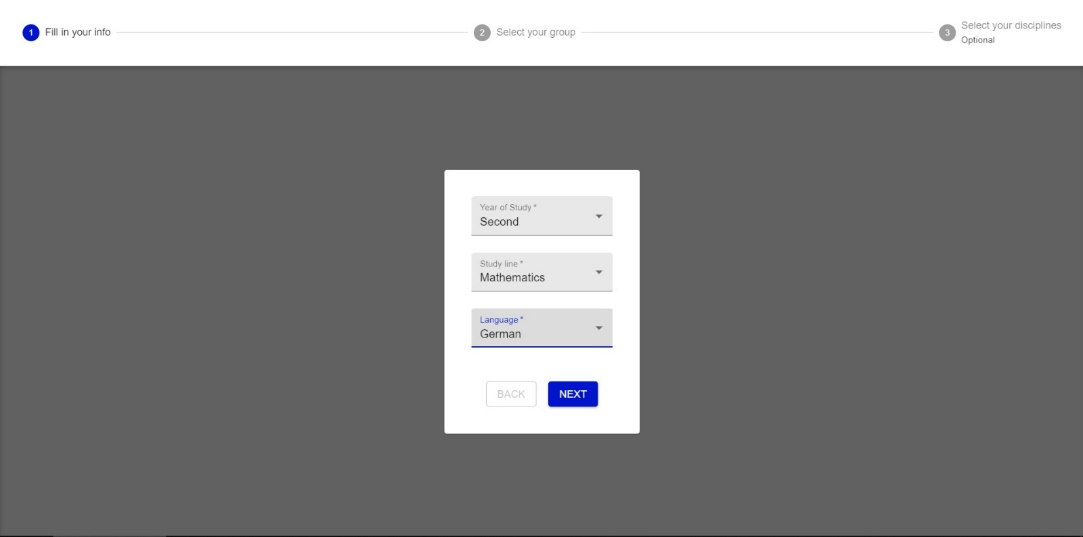 1 Fill in your info
2 Select your group
3 Select your disciplines
Optional
Year of Study *
Second
Study line *
Mathematics
Language *
German
BACK NEXT